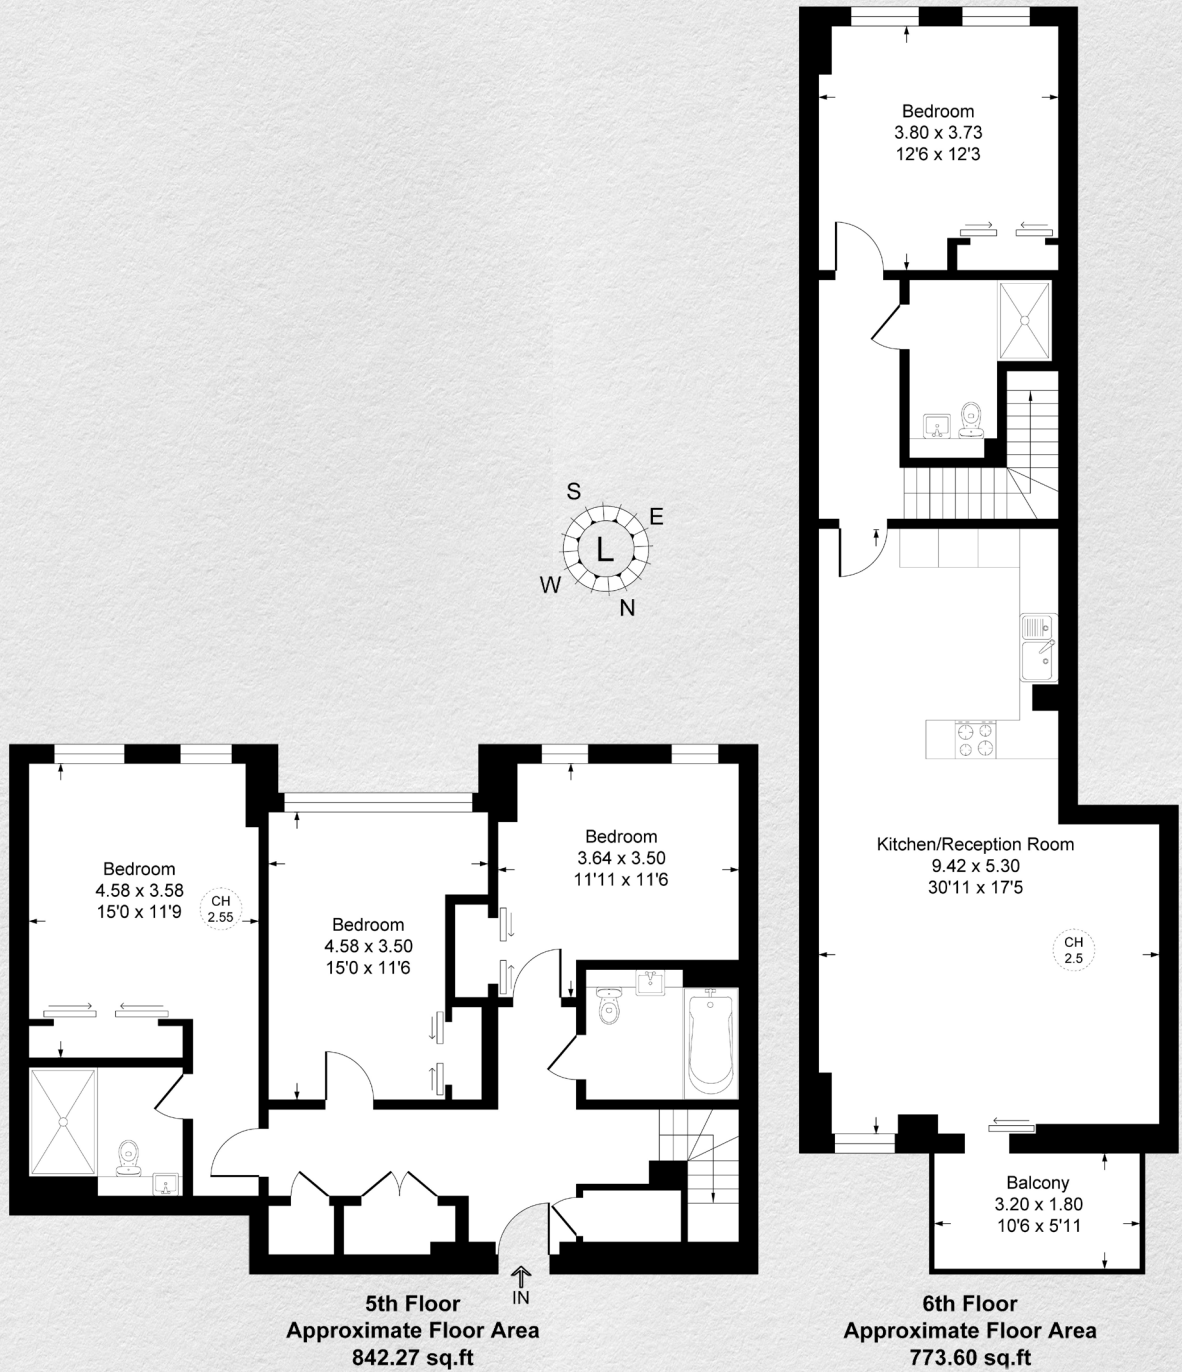 Bedroom
3.80 x 3.73
12'6 x 12'3
S
E
L
W
N
Bedroom
4.58 x 3.58
15'0 x 11'9
CH
2.55
Bedroom
4.58 x 3.50
15'0 x 11'6
Bedroom
3.64 x 3.50
11'11 x 11'6
Kitchen/Reception Room
9.42 x 5.30
30'11 x 17'5
CH
2.5
Balcony
3.20 x 1.80
10'6 x 5'11
IN
5th Floor
Approximate Floor Area
842.27 sq.ft
6th Floor
Approximate Floor Area
773.60 sq.ft